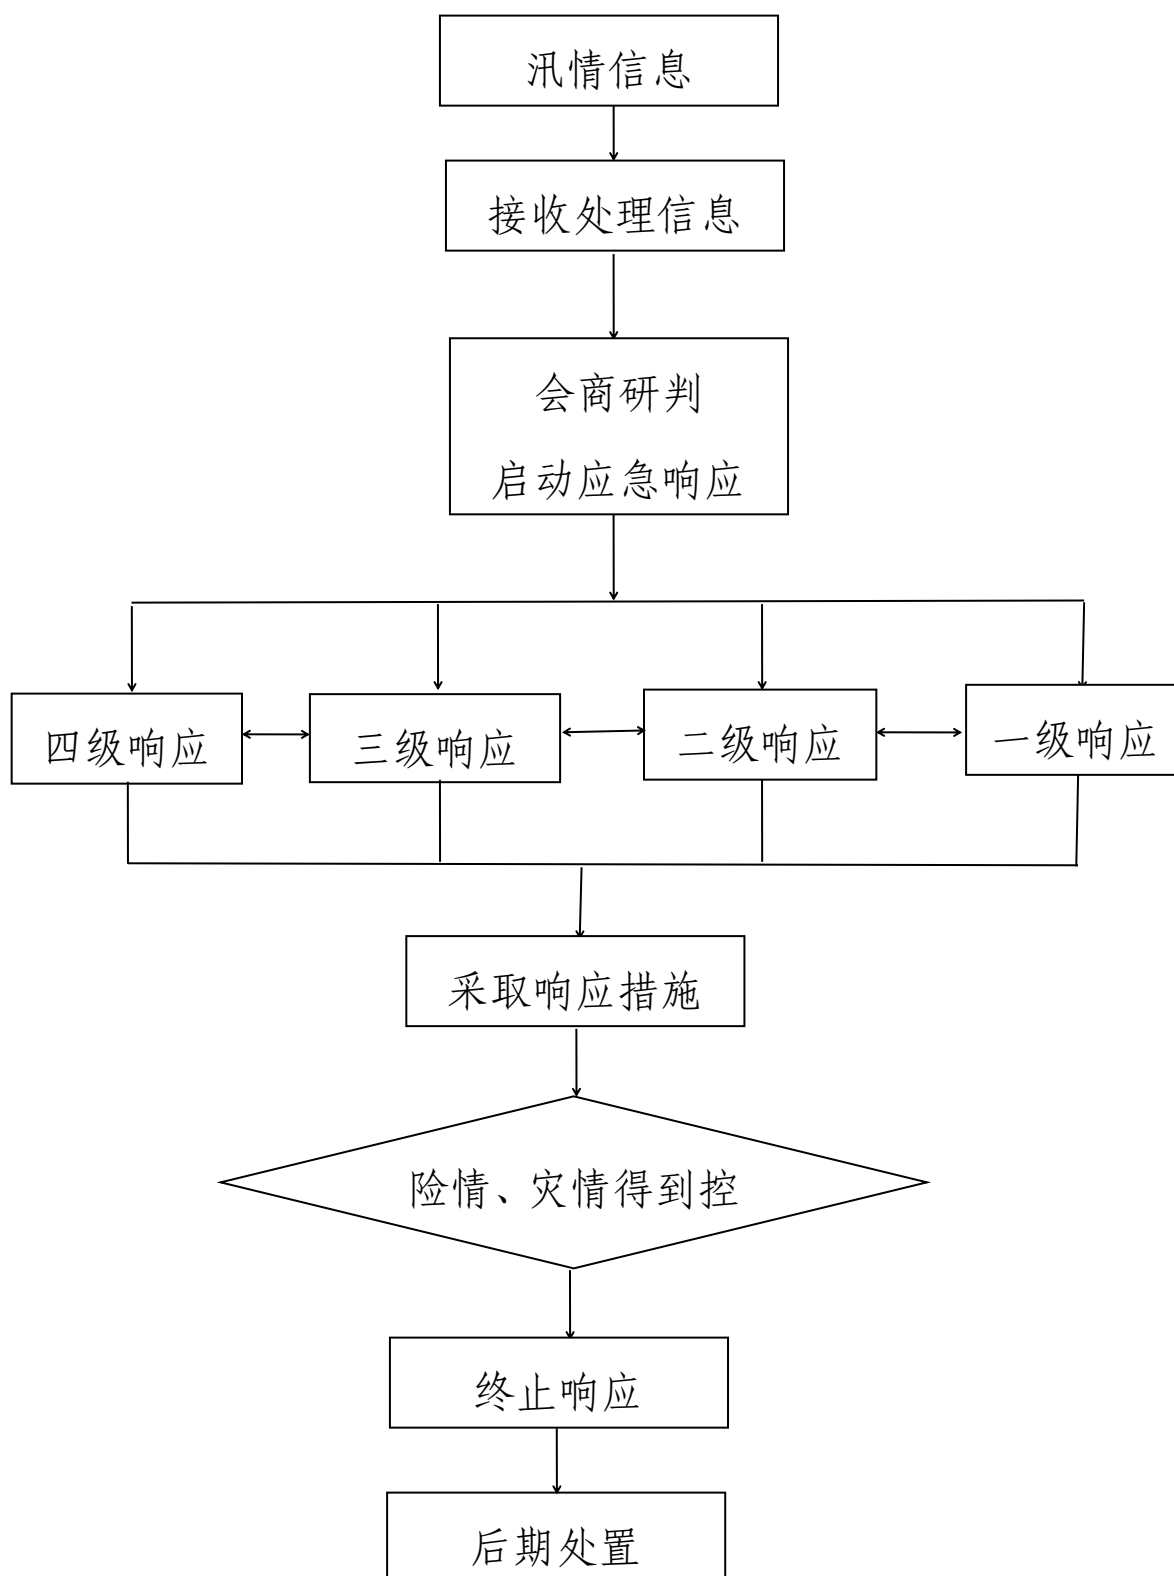 汛情信息
接收处理信息
会商研判
启动应急响应
四级响应
三级响应
二级响应
一级响应
采取响应措施
险情、灾情得到控
终止响应
后期处置